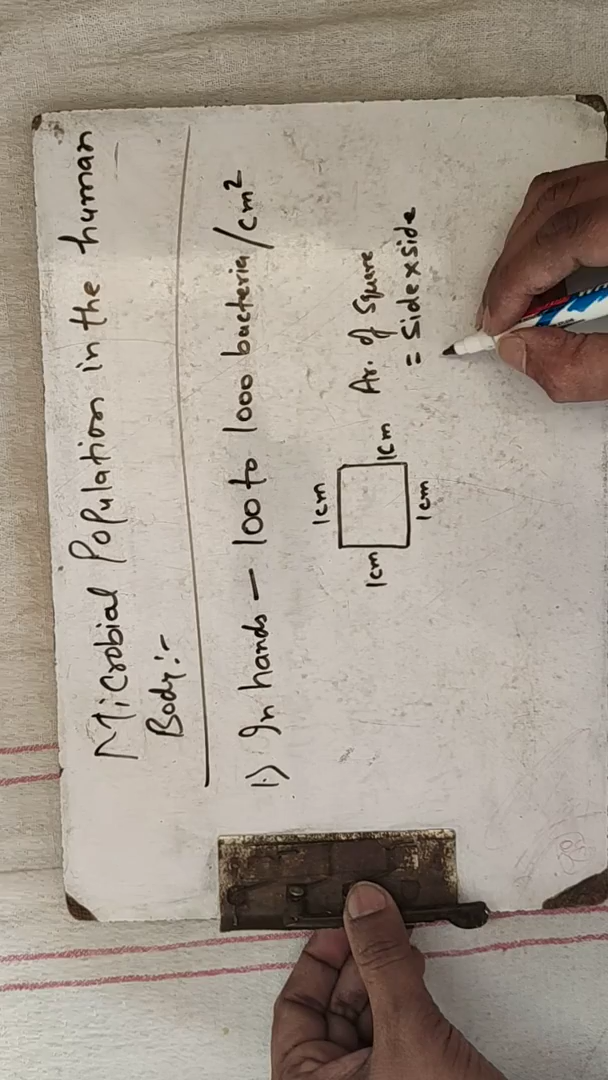 Microbial Population in the human
Body:-
1.) In hands - 100 to 1000 bacteria/cm²
1cm
1cm
1cm
1cm
Ar. of Square
= Side x side